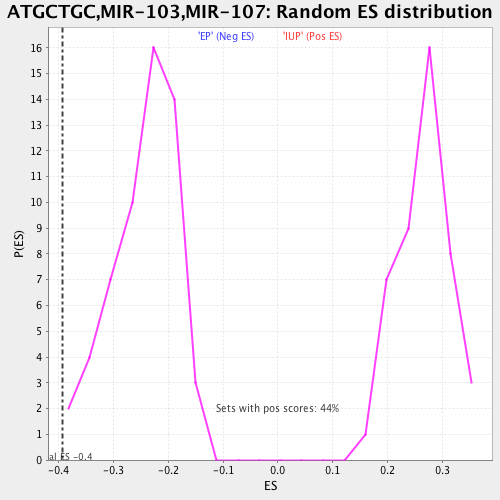 ATGCTGC,MIR-103,MIR-107: Random ES distribution
'EP' (Neg ES) 'IUP' (Pos ES)
P(ES)
16
15
14
13
12
11
10
9
8
7
6
5
4
3
2
1
0
Sets with pos scores: 44%
al ES -0.4
-0.4 -0.3 -0.2 -0.1 0.0 0.1 0.2 0.3
ES